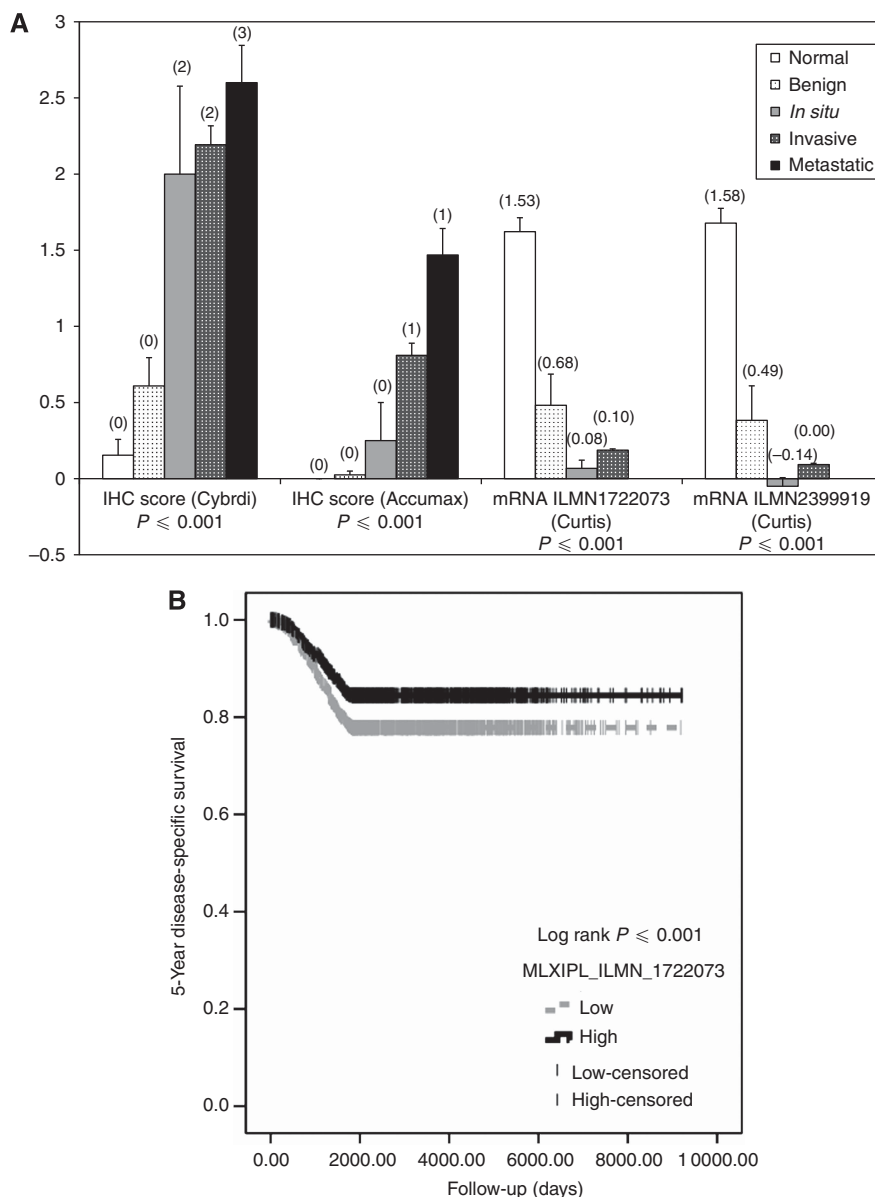 A
3
2.5
2
1.5
1
0.5
0
–0.5
(0)
(0)
(2)
(2)
(3)
(0)
(0)
(0)
(1)
(1)
(1.53)
(0.68)
(0.08)
(0.10)
(1.58)
(0.49)
(–0.14)
(0.00)
Normal
Benign
In situ
Invasive
Metastatic
IHC score (Cybrdi)
P ⩽ 0.001
IHC score (Accumax)
P ⩽ 0.001
mRNA ILMN1722073
(Curtis)
P ⩽ 0.001
mRNA ILMN2399919
(Curtis)
P ⩽ 0.001
B
5-Year disease-specific survival
1.0
0.8
0.6
0.4
0.2
0.0
Log rank P ⩽ 0.001
MLXIPL_ILMN_1722073
Low
High
Low-censored
High-censored
0.00 2000.00 4000.00 6000.00 8000.00 10000.00
Follow-up (days)